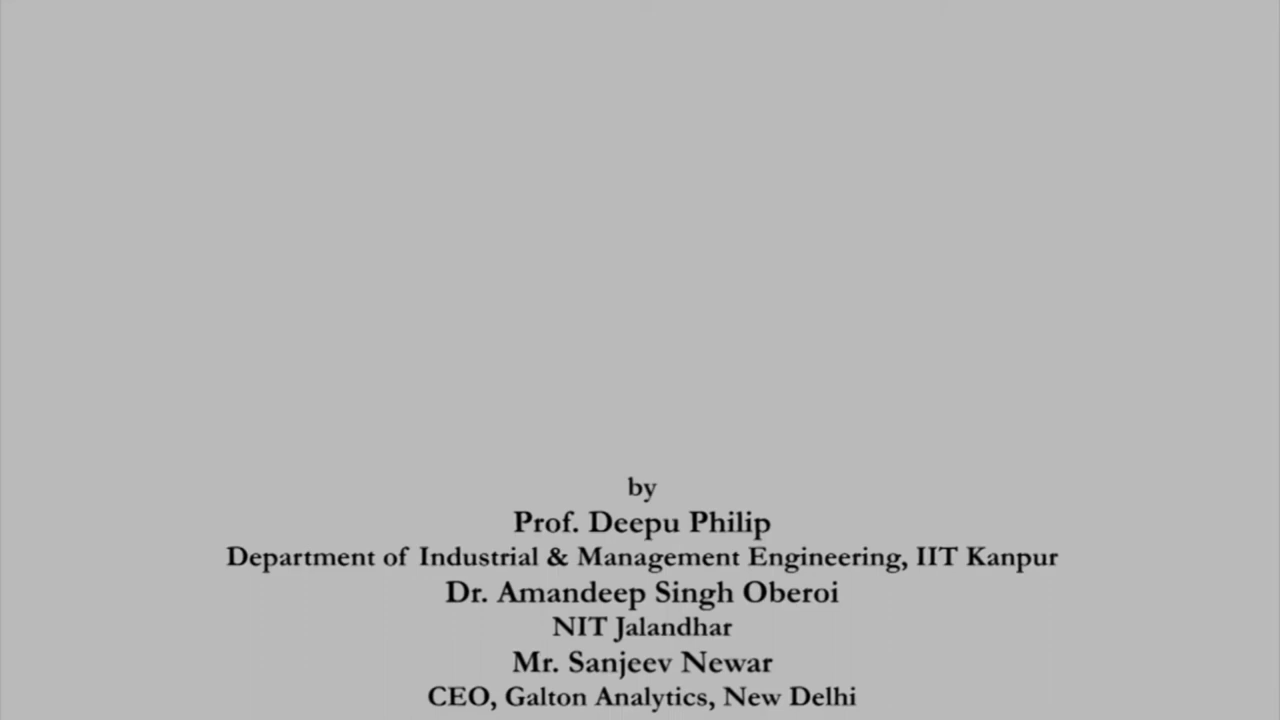 by
Prof. Deepu Philip
Department of Industrial & Management Engineering, IIT Kanpur
Dr. Amandeep Singh Oberoi
NIT Jalandhar
Mr. Sanjeev Newar
CEO, Galton Analytics, New Delhi